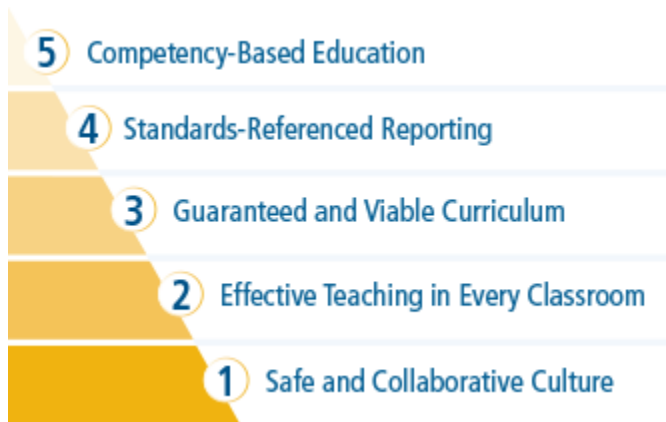 5 Competency-Based Education
4 Standards-Referenced Reporting
3 Guaranteed and Viable Curriculum
2 Effective Teaching in Every Classroom
1 Safe and Collaborative Culture